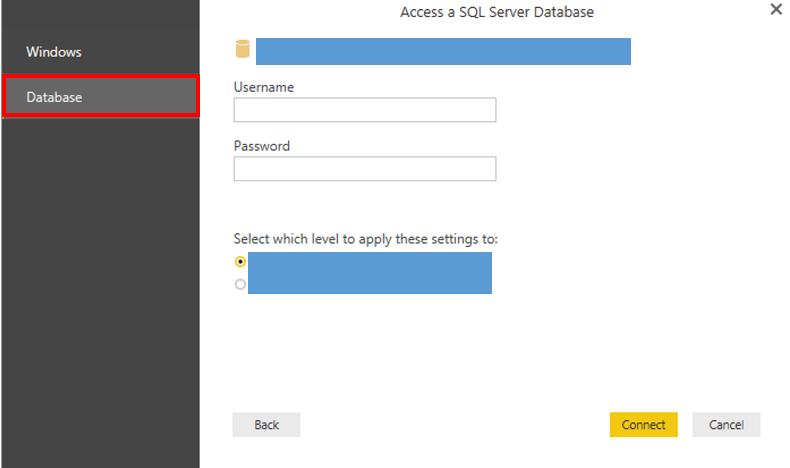 Access a SQL Server Database
Windows
Database
Username
Password
Select which level to apply these settings to:
Back
Connect
Cancel